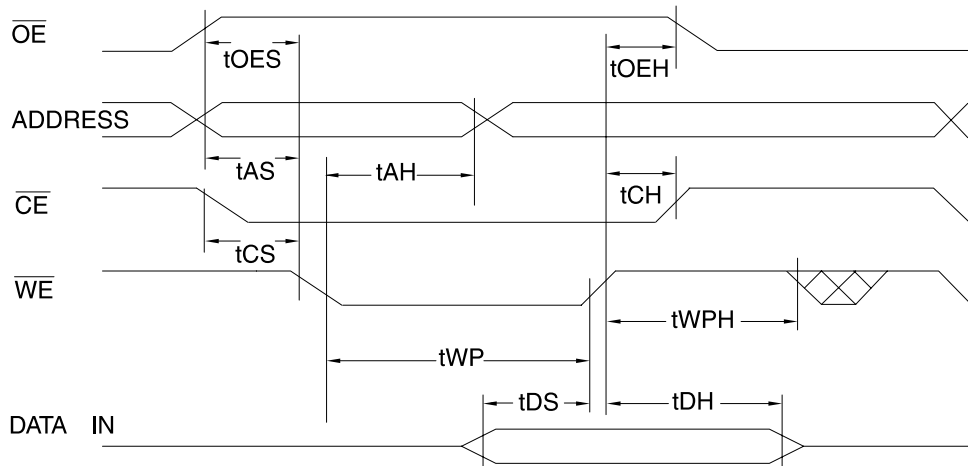 OE
tOES
tOEH
ADDRESS
tAS
tAH
tCH
CE
tCS
WE
tWPH
tWP
tDS
tDH
DATA IN